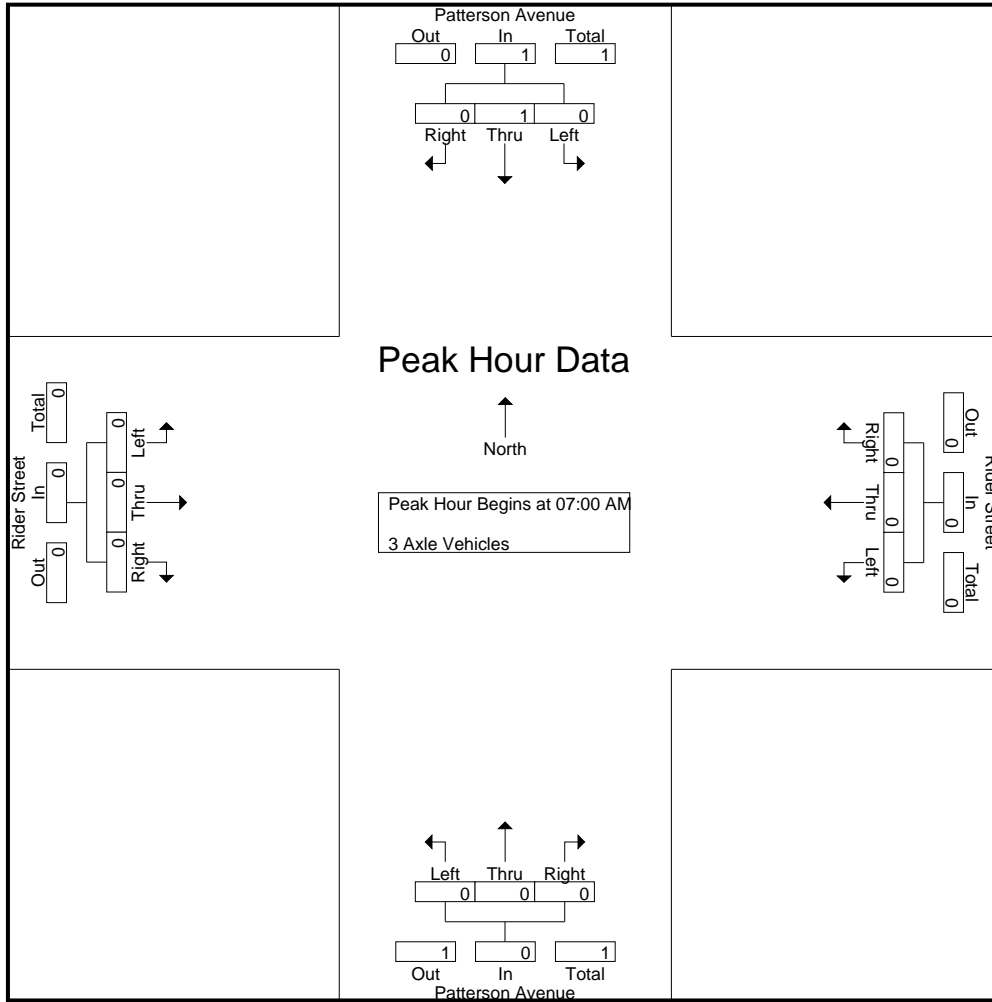 Patterson Avenue
Out In Total
0 1 1
0 1 0
Right Thru Left
Peak Hour Data
North
Peak Hour Begins at 07:00 AM
3 Axle Vehicles
Rider Street
Total In Out
0 0 0
0 0 0
Left Thru Right
Right Thru Left
0 0 0
Out In Total
0 0 0
Rider Street
Left Thru Right
0 0 0
1 0 1
Out In Total
Patterson Avenue